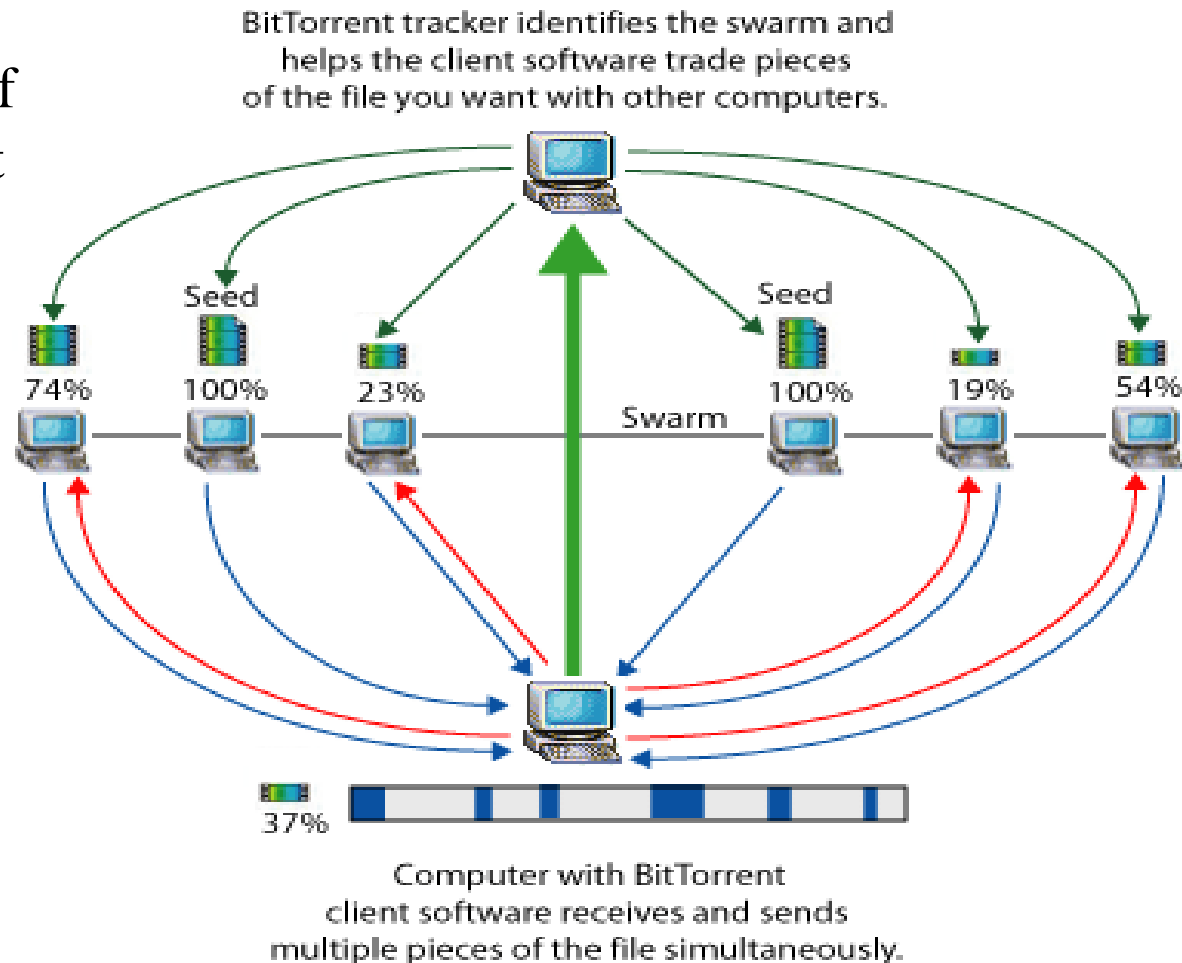 BitTorrent tracker identifies the swarm and
helps the client software trade pieces
of the file you want with other computers.
f
t
Seed
Seed
74%
100%
23%
100%
19%
54%
Swarm
37%
Computer with BitTorrent
client software receives and sends
multiple pieces of the file simultaneously.